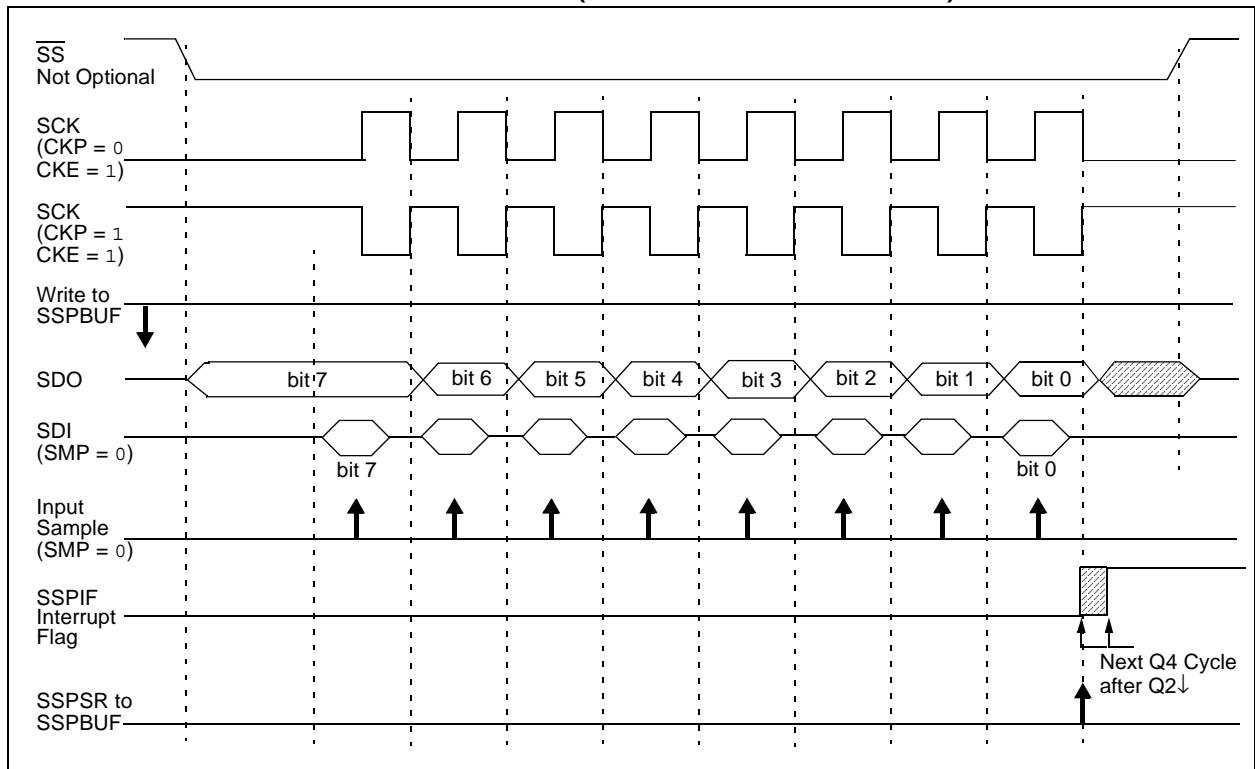 SS
Not Optional
SCK
(CKP = 0
CKE = 1)
SCK
(CKP = 1
CKE = 1)
Write to
SSPBUF
SDO
bit 7 bit 6 bit 5 bit 4 bit 3 bit 2 bit 1 bit 0
SDI
(SMP = 0)
bit 7 bit 0
Input
Sample
(SMP = 0)
SSPIF
Interrupt
Flag
Next Q4 Cycle
after Q2↓
SSPSR to
SSPBUF